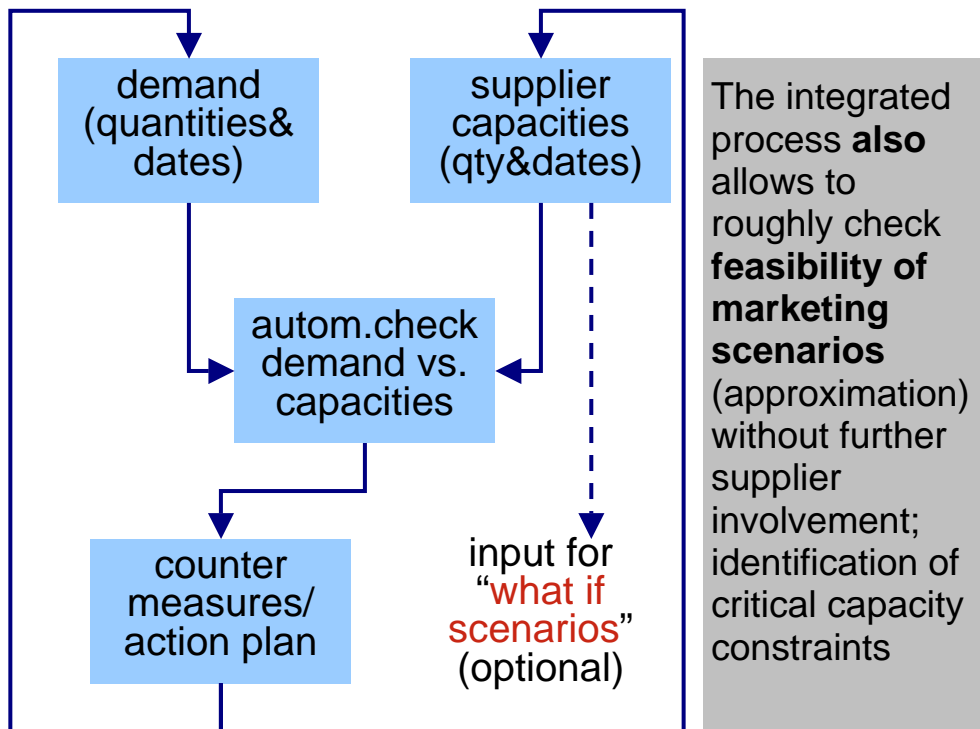 demand
(quantities&
dates)
supplier
capacities
(qty&dates)
autom.check
demand vs.
capacities
counter
measures/
action plan
input for
“what if
scenarios”
(optional)
The integrated
process also
allows to
roughly check
feasibility of
marketing
scenarios
(approximation)
without further
supplier
involvement;
identification of
critical capacity
constraints